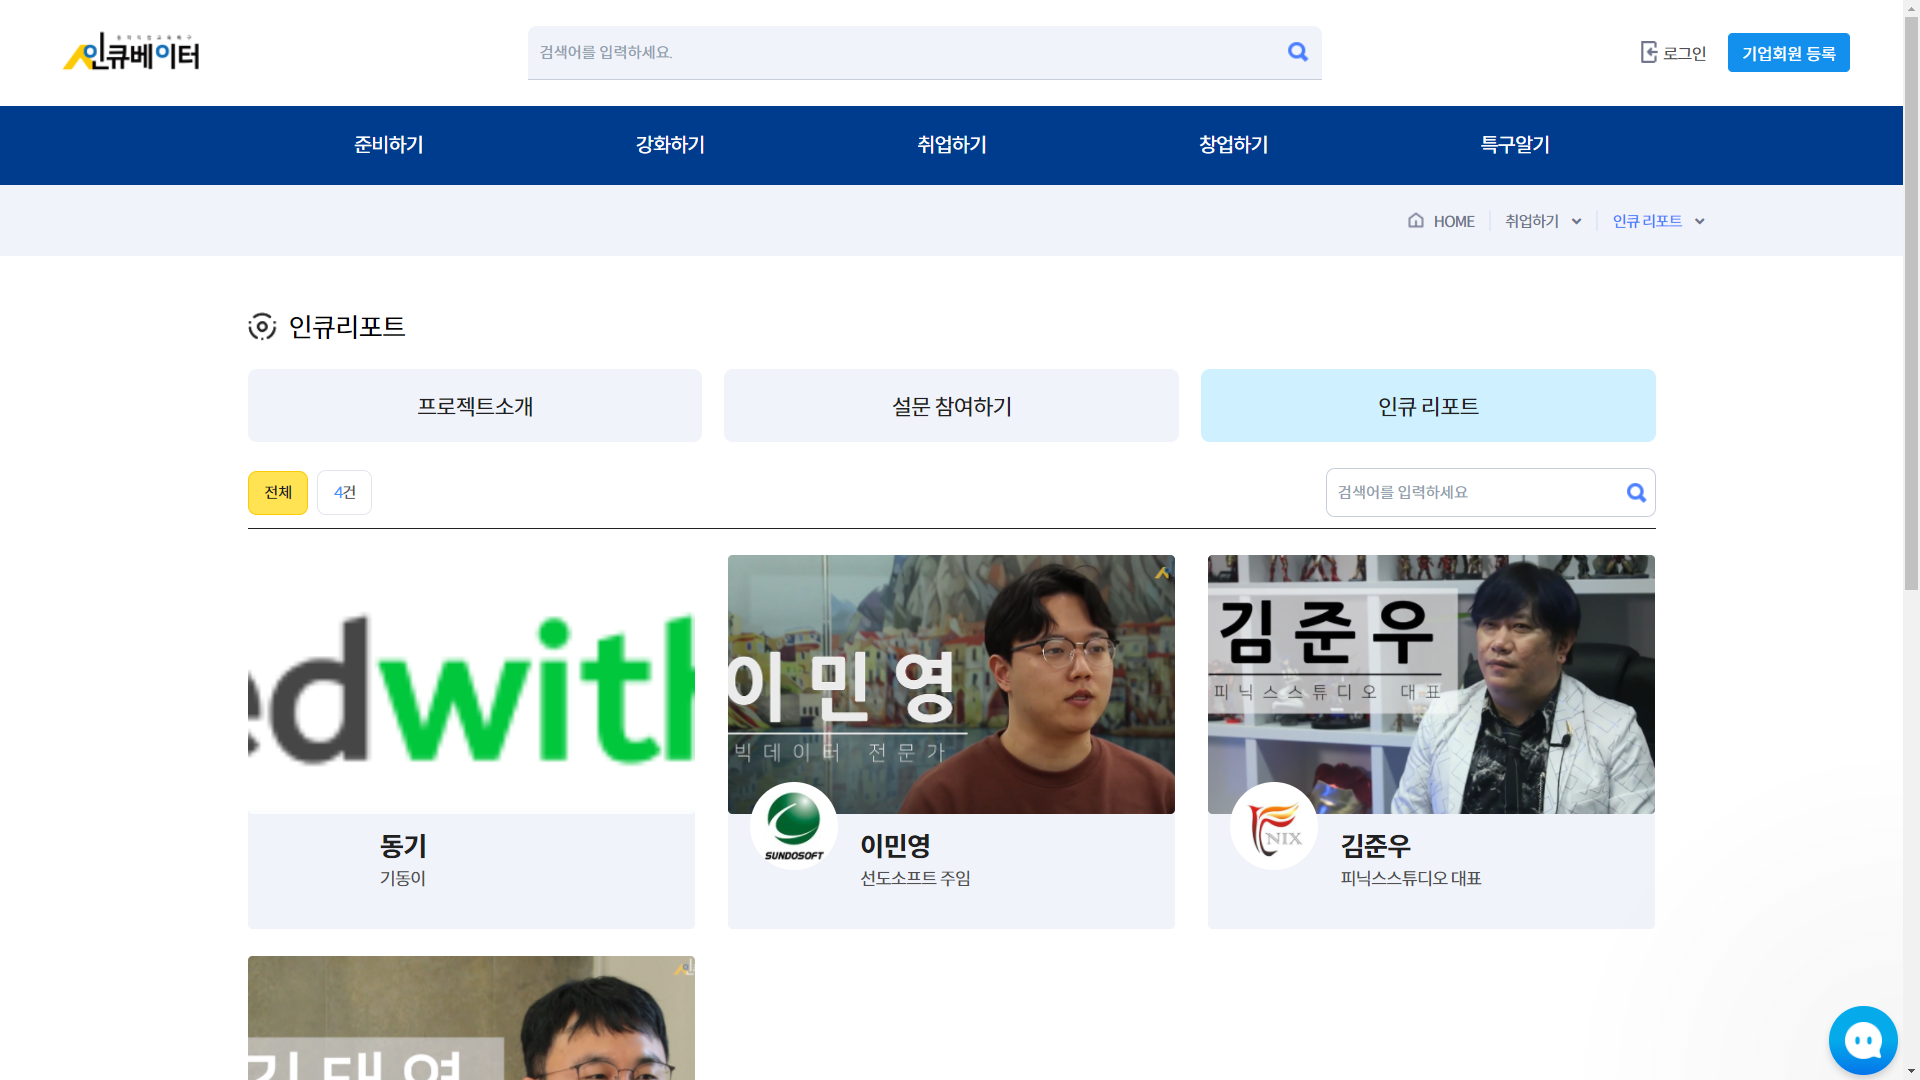 인큐베이터
검색어를 입력하세요.
로그인
기업회원 등록
준비하기
강화하기
취업하기
창업하기
특구알기
HOME
취업하기
인큐 리포트
인큐리포트
프로젝트소개
설문 참여하기
인큐 리포트
전체
4건
검색어를 입력하세요
edwith
이민영
빅데이터 전문가
김준우
피닉스스튜디오 대표
동기
기동이
SUNDOSOFT
이민영
선도소프트 주임
NIX
김준우
피닉스스튜디오 대표